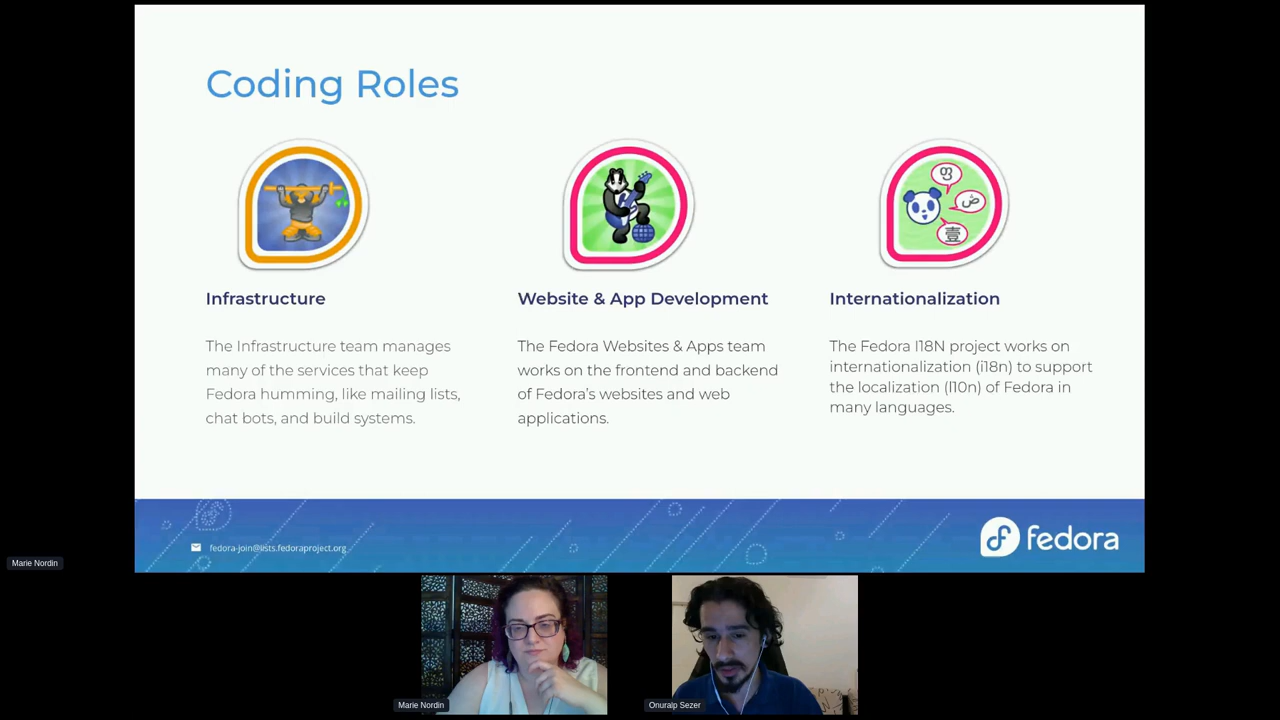 Coding Roles
Infrastructure
The Infrastructure team manages
many of the services that keep
Fedora humming, like mailing lists,
chat bots, and build systems.
Website & App Development
The Fedora Websites & Apps team
works on the frontend and backend
of Fedora’s websites and web
applications.
Internationalization
The Fedora I18N project works on
internationalization (i18n) to support
the localization (l10n) of Fedora in
many languages.
ض
壹
fedora-join@lists.fedoraproject.org
fedora
Marie Nordin
Marie Nordin
Onuralp Sezer